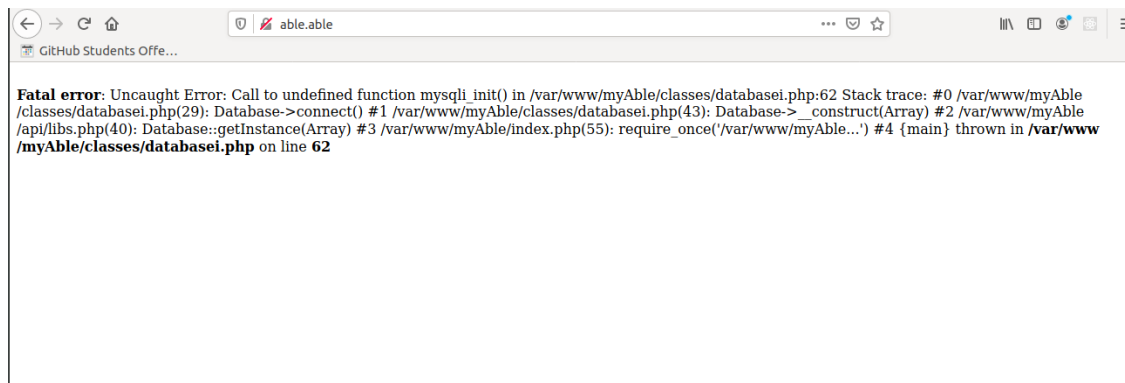 able.able
GitHub Students Offe...
Fatal error: Uncaught Error: Call to undefined function mysqli_init() in /var/www/myAble/classes/databasei.php:62 Stack trace: #0 /var/www/myAble
/classes/databasei.php(29): Database->connect() #1 /var/www/myAble/classes/databasei.php(43): Database->__construct(Array) #2 /var/www/myAble
/api/libs.php(40): Database::getInstance(Array) #3 /var/www/myAble/index.php(55): require_once('/var/www/myAble...') #4 {main} thrown in /var/www
/myAble/classes/databasei.php on line 62